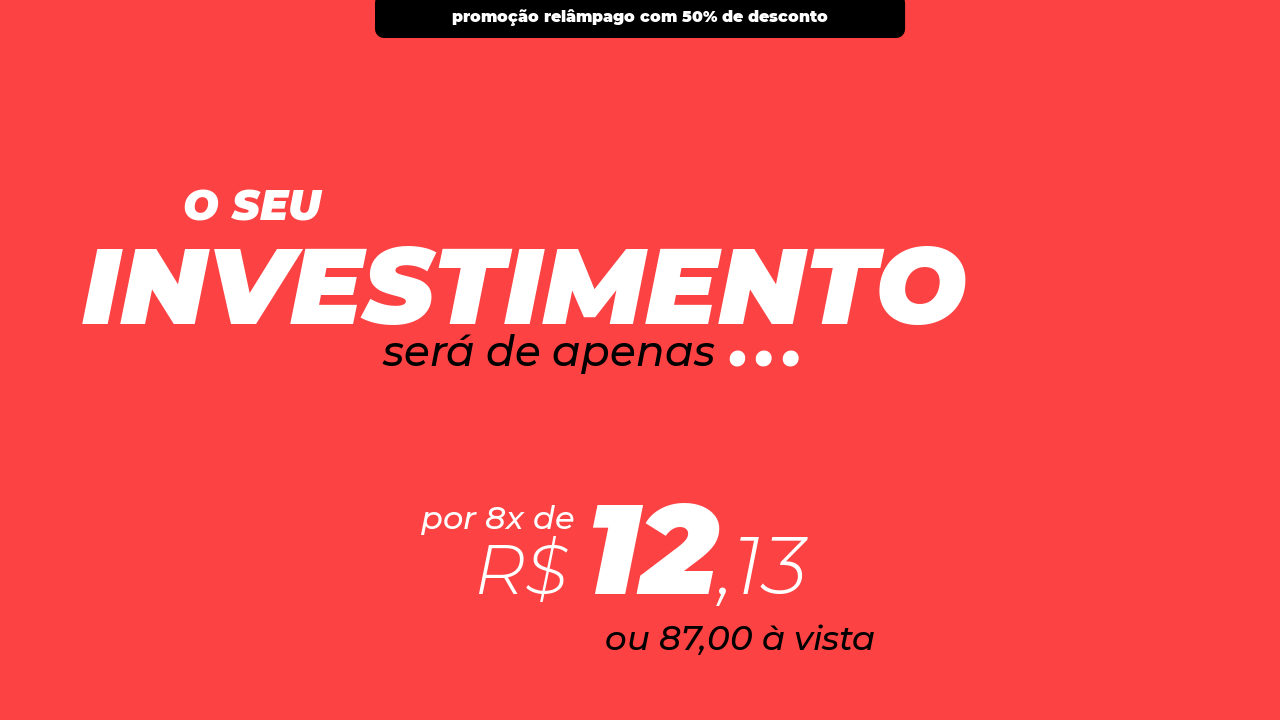 promoção relâmpago com 50% de desconto
O SEU
INVESTIMENTO
será de apenas ...
por 8x de
R$ 12,13
ou 87,00 à vista